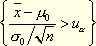 { (x̄ − μ₀) / (σ₀/√n) > u_α }